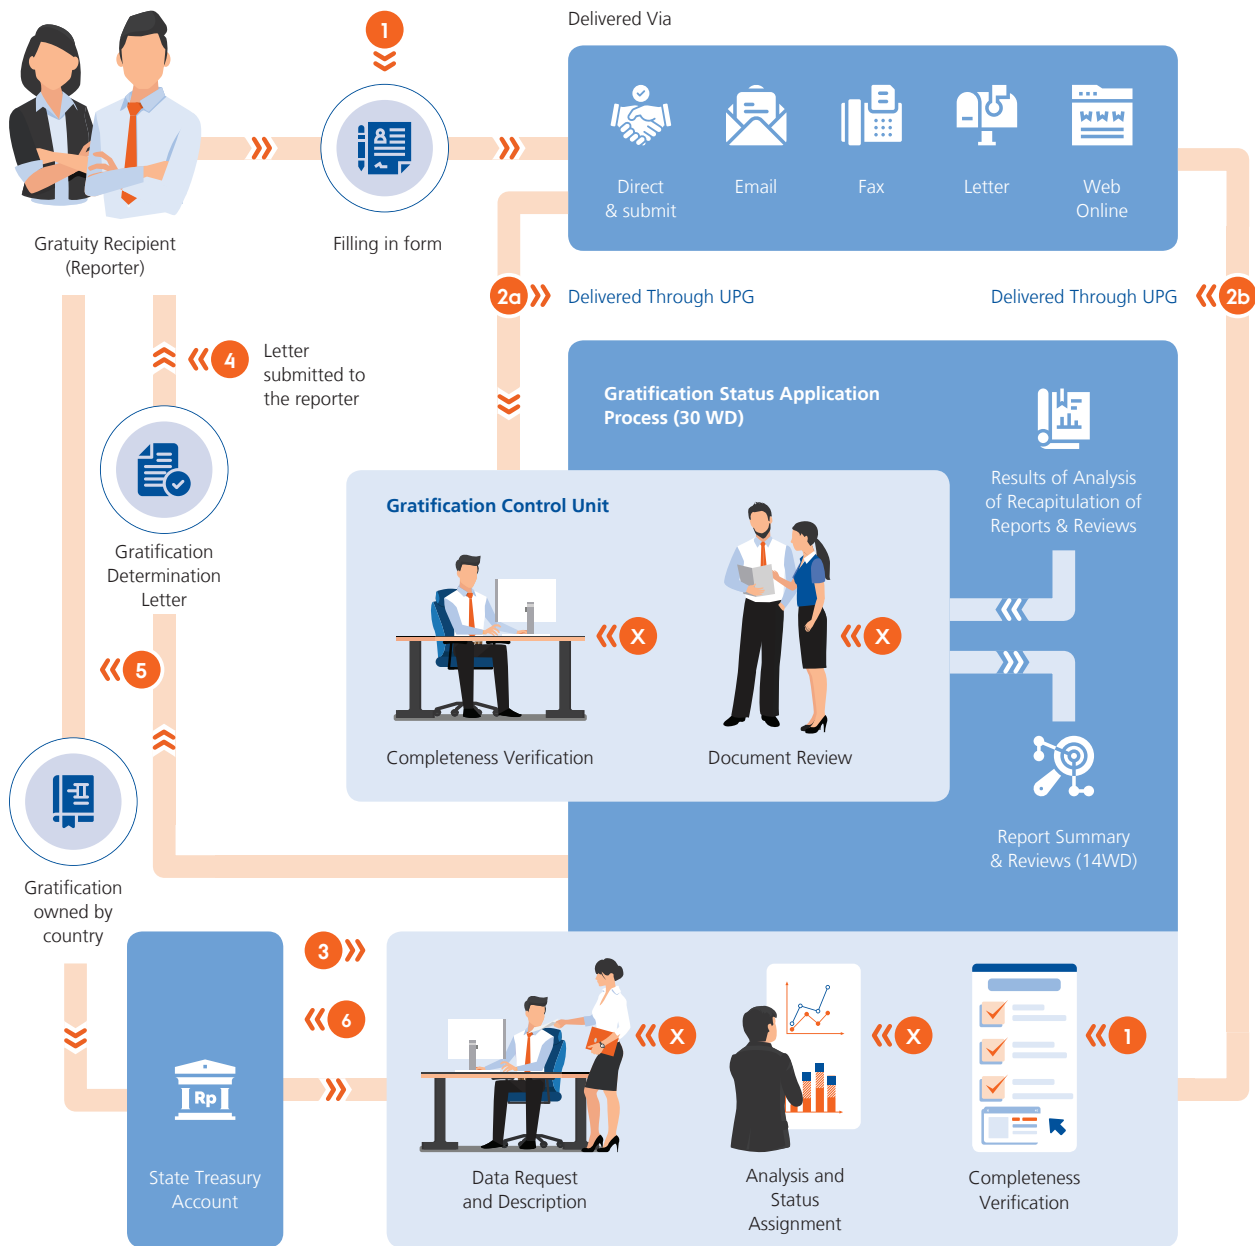 1
Delivered Via
Direct
& submit
Email
Fax
Letter
WWW
Web
Online
Gratuity Recipient
(Reporter)
Filling in form
2a
Delivered Through UPG
Delivered Through UPG
2b
4
Letter
submitted to
the reporter
Gratification Status Application
Process (30 WD)
Gratification Control Unit
Results of Analysis
of Recapitulation of
Reports & Reviews
Gratification
Determination
Letter
X
X
5
Completeness Verification
Document Review
Report Summary
& Reviews (14WD)
Gratification
owned by
country
3
6
X
X
1
Rp
State Treasury
Account
Data Request
and Description
Analysis and
Status
Assignment
Completeness
Verification